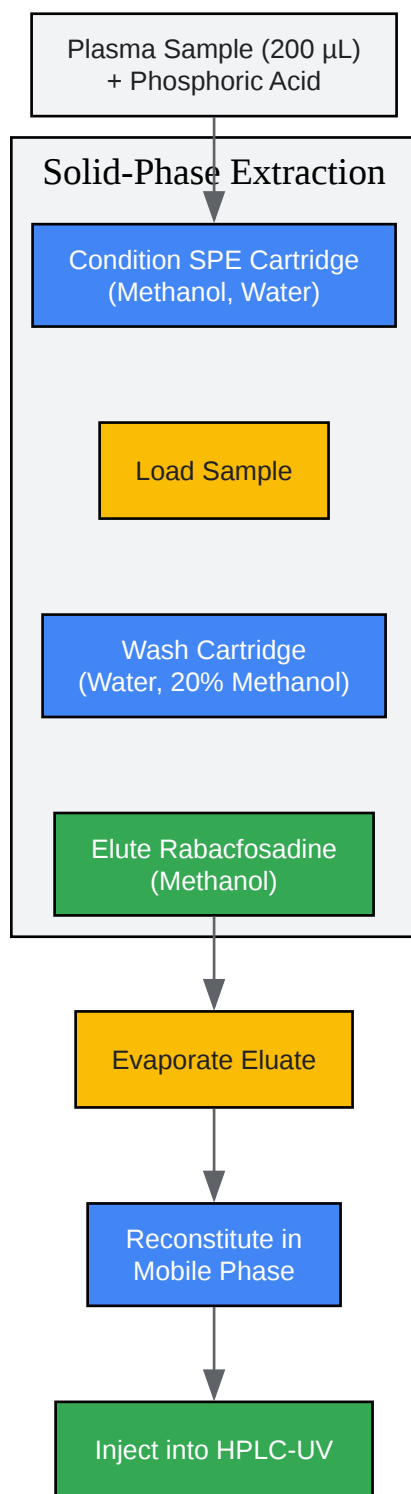 Plasma Sample (200 µL)
+ Phosphoric Acid
Solid-Phase Extraction
Condition SPE Cartridge
(Methanol, Water)
Load Sample
Wash Cartridge
(Water, 20% Methanol)
Elute Rabacfosadine
(Methanol)
Evaporate Eluate
Reconstitute in
Mobile Phase
Inject into HPLC-UV